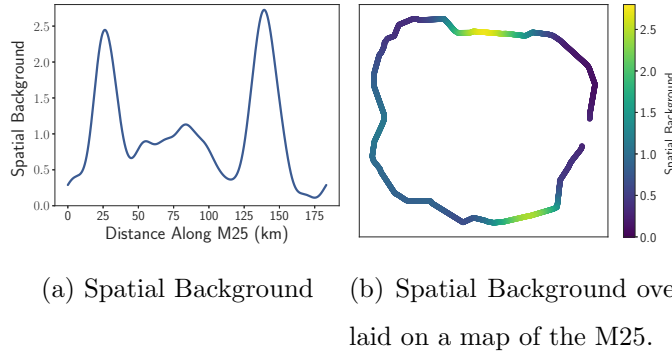 2.5
2.0
1.5
1.0
0.5
0.0
Spatial Background
0 25 50 75 100 125 150 175
Distance Along M25 (km)
2.5
2.0
1.5
1.0
0.5
0.0
Spatial Background
(a) Spatial Background
(b) Spatial Background ove
laid on a map of the M25.